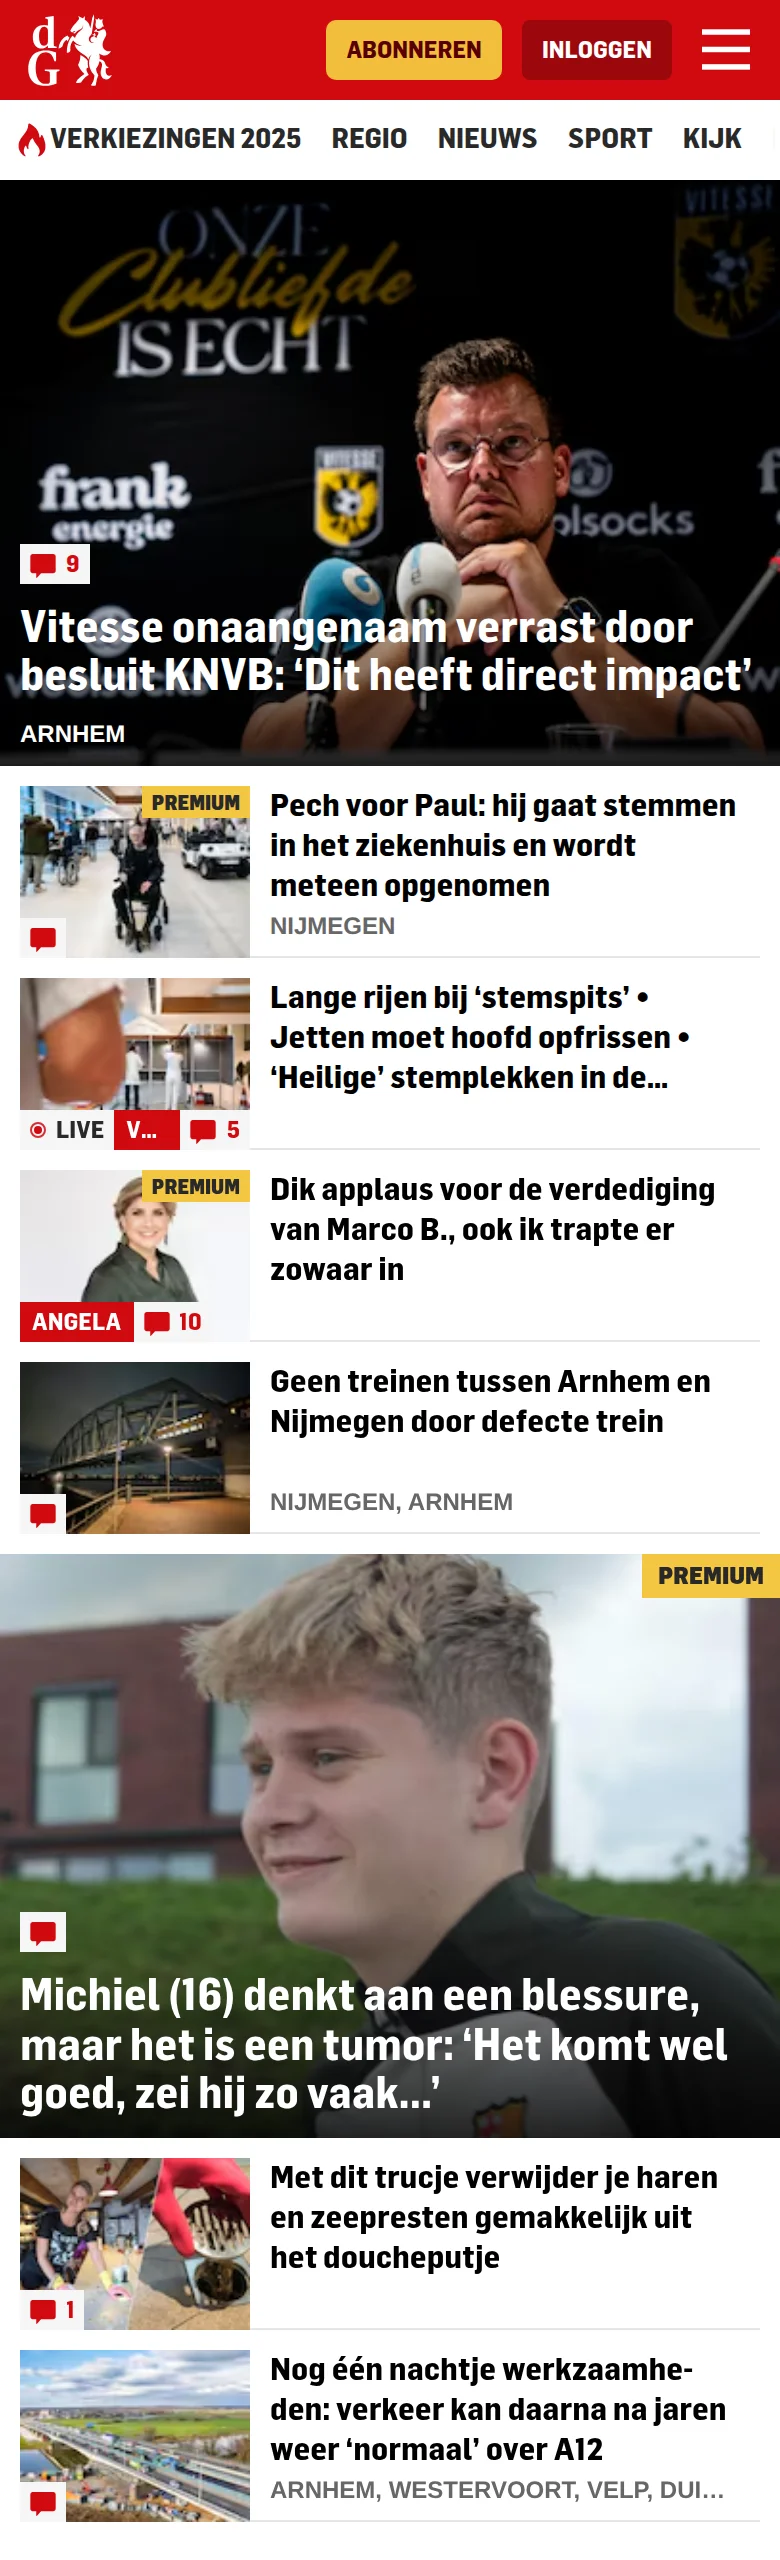 dG
ABONNEREN
INLOGGEN
VERKIEZINGEN 2025 REGIO NIEUWS SPORT KIJK
ONZE
Clubliefde
IS ECHT
VITESSE
frank
energie
VITESSE
olsocks
9
Vitesse onaangenaam verrast door
besluit KNVB: ‘Dit heeft direct impact’
ARNHEM
PREMIUM
Pech voor Paul: hij gaat stemmen
in het ziekenhuis en wordt
meteen opgenomen
NIJMEGEN
Lange rijen bij ‘stemspits’ •
Jetten moet hoofd opfrissen •
‘Heilige’ stemplekken in de...
LIVE V... 5
PREMIUM
Dik applaus voor de verdediging
van Marco B., ook ik trapte er
zowaar in
ANGELA 10
Geen treinen tussen Arnhem en
Nijmegen door defecte trein
NIJMEGEN, ARNHEM
PREMIUM
Michiel (16) denkt aan een blessure,
maar het is een tumor: ‘Het komt wel
goed, zei hij zo vaak...’
Met dit trucje verwijder je haren
en zeepresten gemakkelijk uit
het doucheputje
1
Nog één nachtje werkzaamhe-
den: verkeer kan daarna na jaren
weer ‘normaal’ over A12
ARNHEM, WESTERVOORT, VELP, DUI...